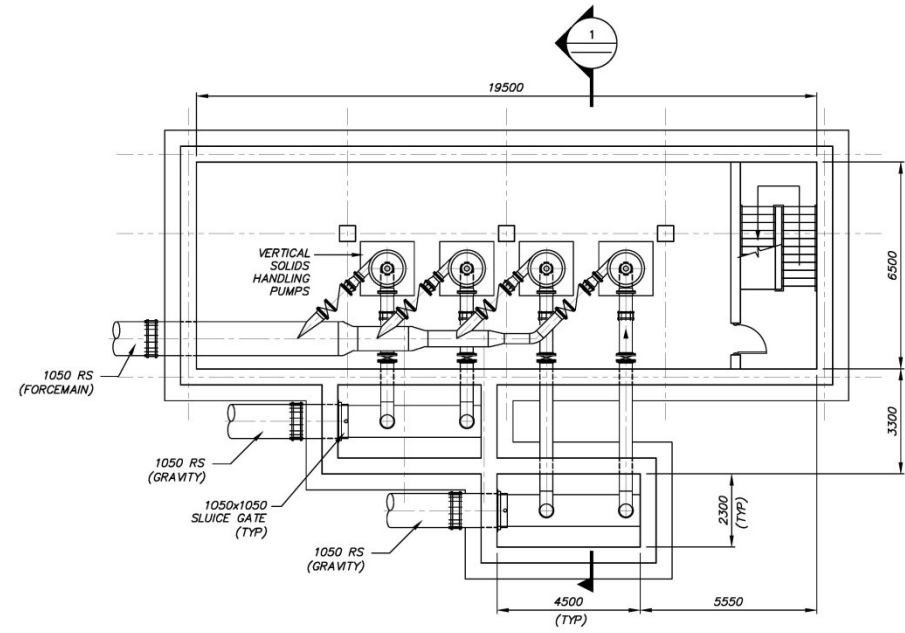 1
19500
VERTICAL
SOLIDS
HANDLING
PUMPS
6500
1050 RS
(FORCEMAIN)
3300
1050 RS
(GRAVITY)
1050x1050
SLUICE GATE
(TYP)
2300
(TYP)
1050 RS
(GRAVITY)
4500
(TYP)
5550